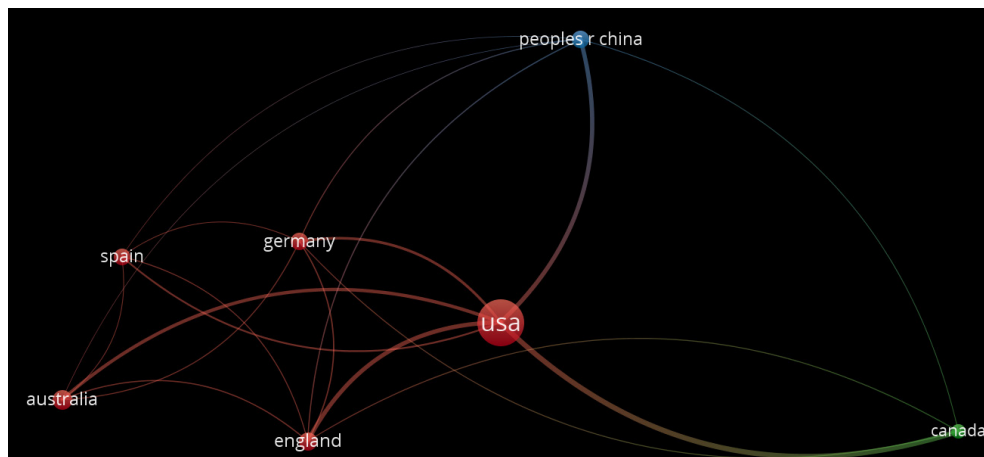 peoples r china
germany
spain
usa
australia
canada
england